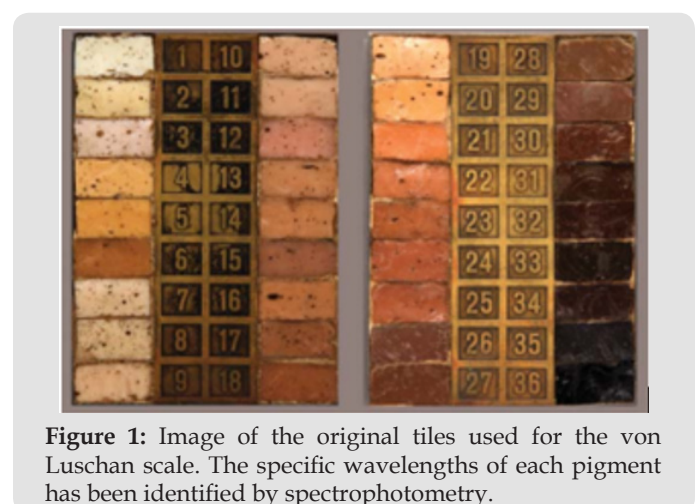 1 10 19 28
2 11 20 29
3 12 21 30
4 13 22 31
5 14 23 32
6 15 24 33
7 16 25 34
8 17 26 35
9 18 27 36
Figure 1: Image of the original tiles used for the von
Luschan scale. The specific wavelengths of each pigment
has been identified by spectrophotometry.